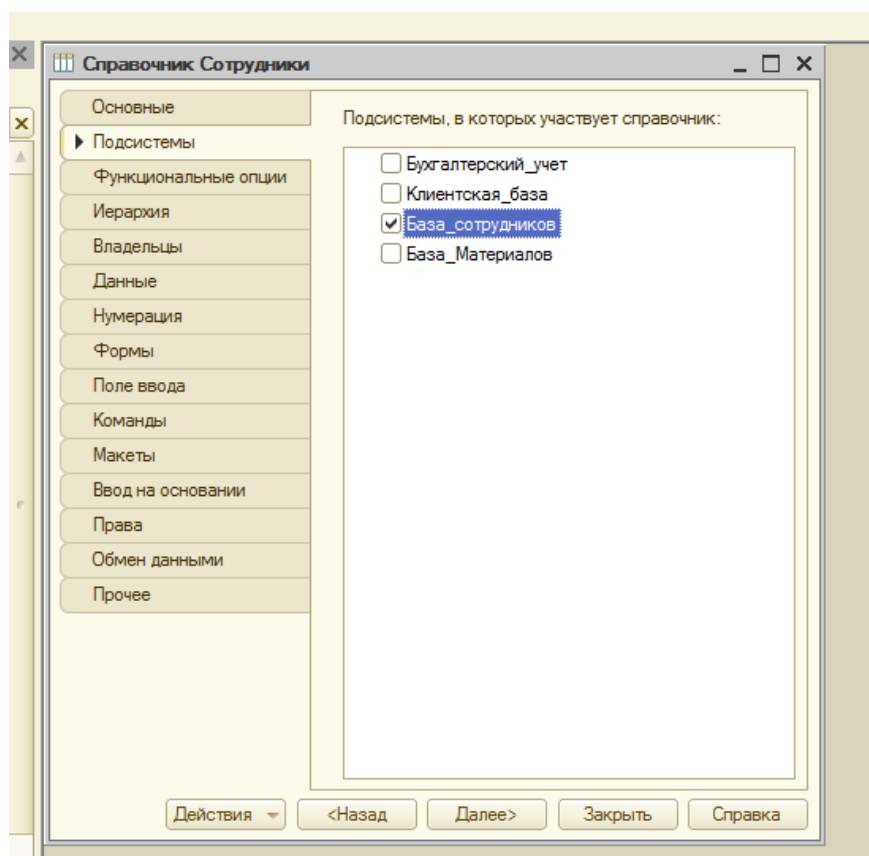 Справочник Сотрудники
Основные
Подсистемы
Функциональные опции
Иерархия
Владельцы
Данные
Нумерация
Формы
Поле ввода
Команды
Макеты
Ввод на основании
Права
Обмен данными
Прочее
Подсистемы, в которых участвует справочник:
Бухгалтерский_учет
Клиентская_база
База_сотрудников
База_Материалов
Действия
<Назад
Далее>
Закрыть
Справка